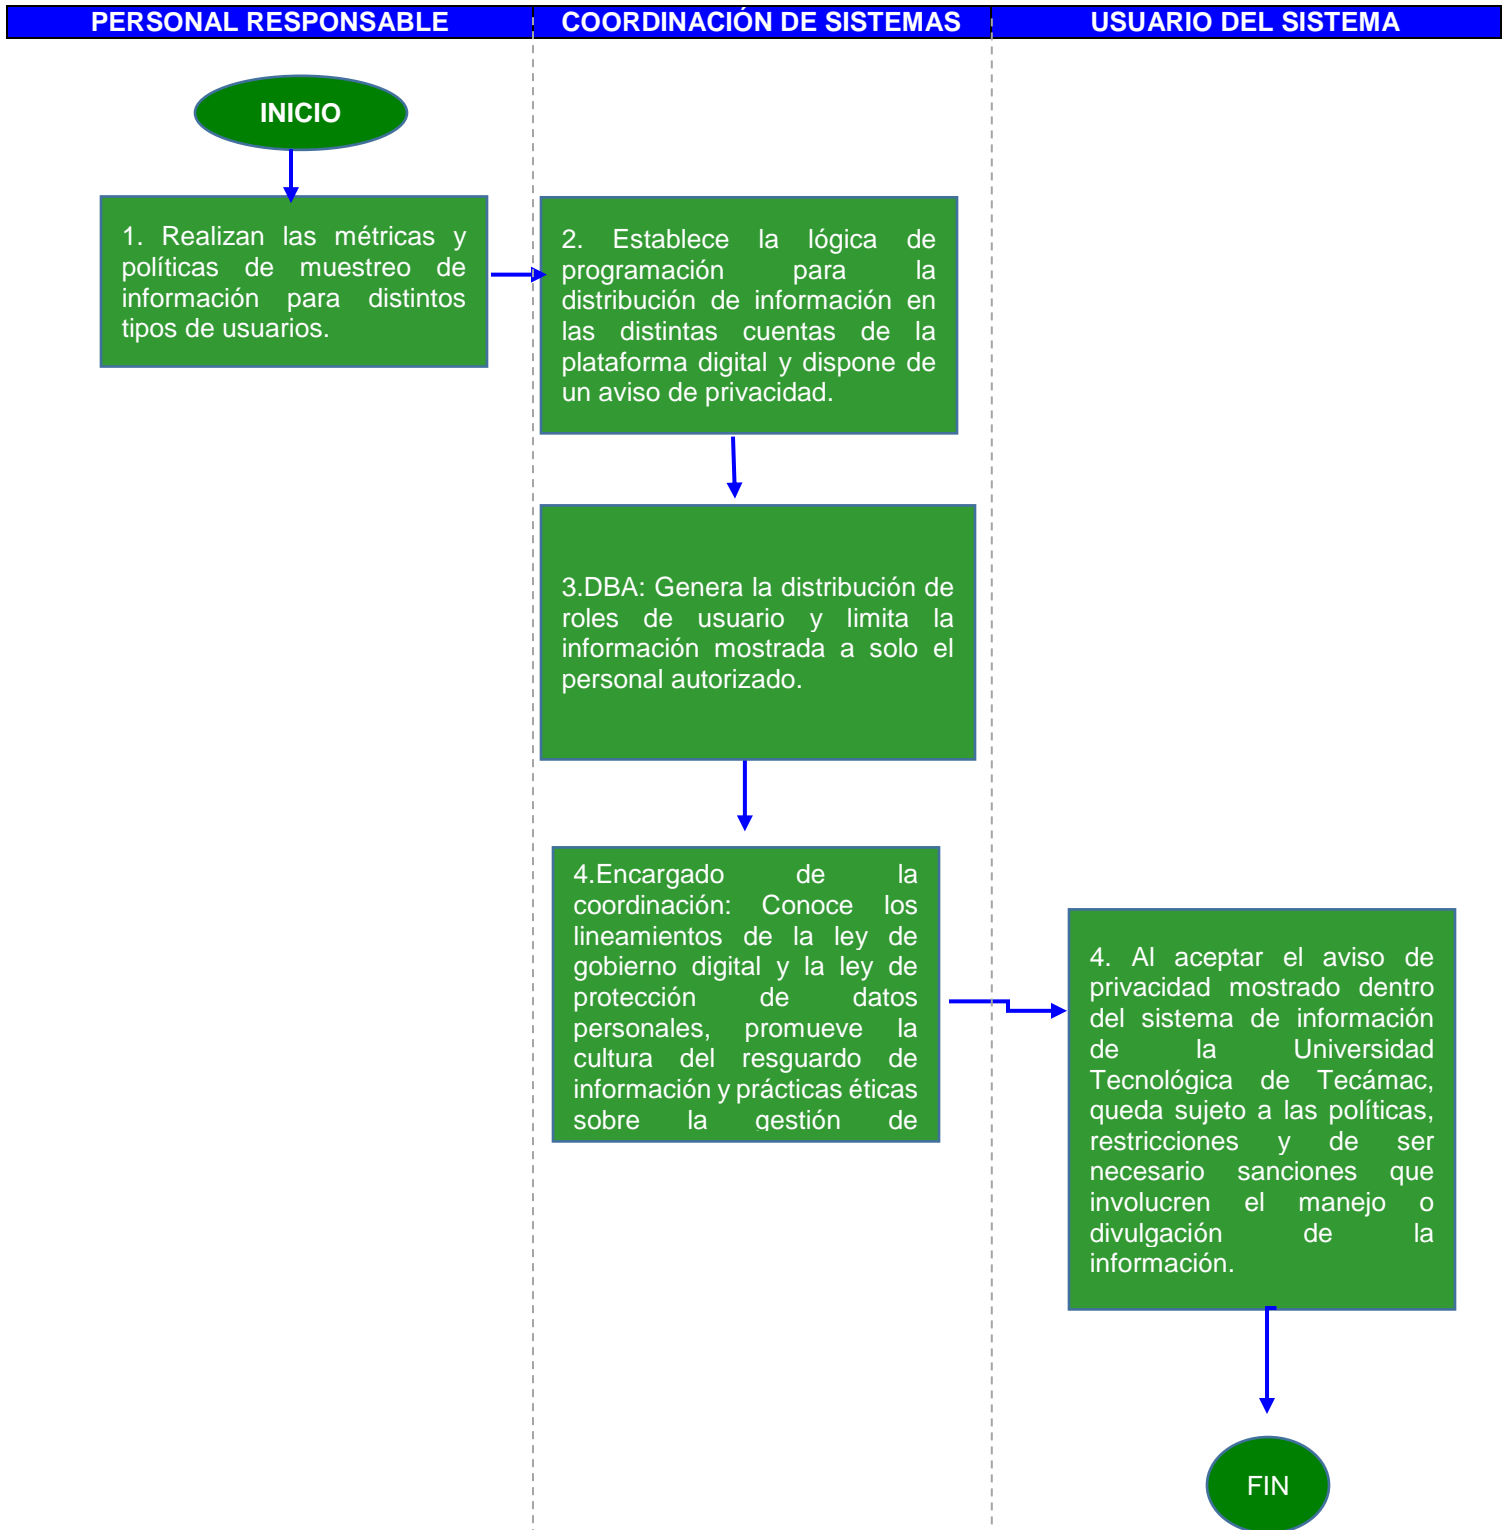 PERSONAL RESPONSABLE
COORDINACIÓN DE SISTEMAS
USUARIO DEL SISTEMA
INICIO
1. Realizan las métricas y
políticas de muestreo de
información para distintos
tipos de usuarios.
2. Establece la lógica de
programación para la
distribución de información en
las distintas cuentas de la
plataforma digital y dispone de
un aviso de privacidad.
3.DBA: Genera la distribución de
roles de usuario y limita la
información mostrada a solo el
personal autorizado.
4.Encargado de la
coordinación: Conoce los
lineamientos de la ley de
gobierno digital y la ley de
protección de datos
personales, promueve la
cultura del resguardo de
información y prácticas éticas
sobre la gestión de
4. Al aceptar el aviso de
privacidad mostrado dentro
del sistema de información
de la Universidad
Tecnológica de Tecámac,
queda sujeto a las políticas,
restricciones y de ser
necesario sanciones que
involucren el manejo o
divulgación de la
información.
FIN